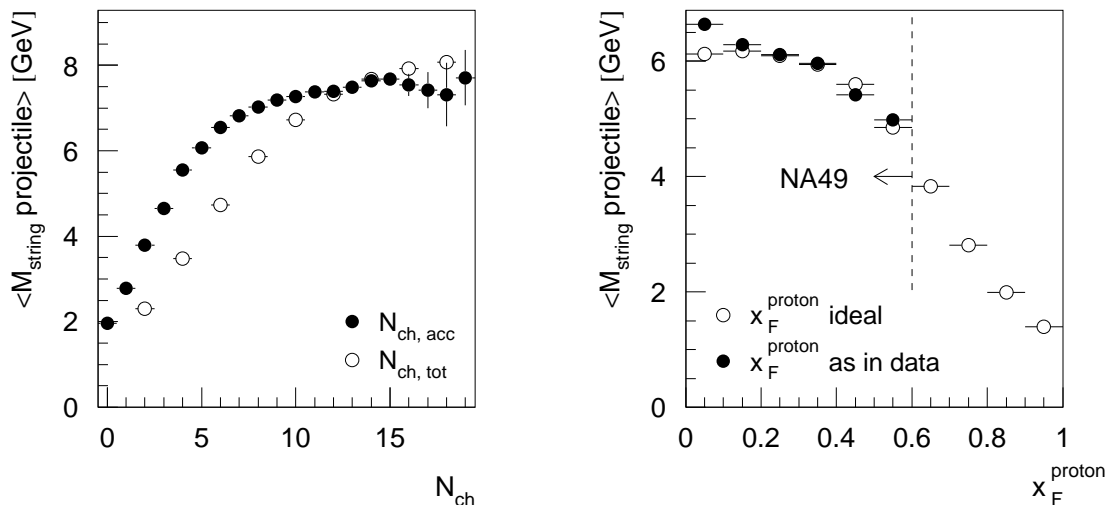 <M_string projectile> [GeV]
8
6
4
2
0
N_ch, acc
N_ch, tot
0 5 10 15
N_ch
<M_string projectile> [GeV]
6
4
2
0
NA49
x_F^proton ideal
x_F^proton as in data
0 0.2 0.4 0.6 0.8 1
x_F^proton